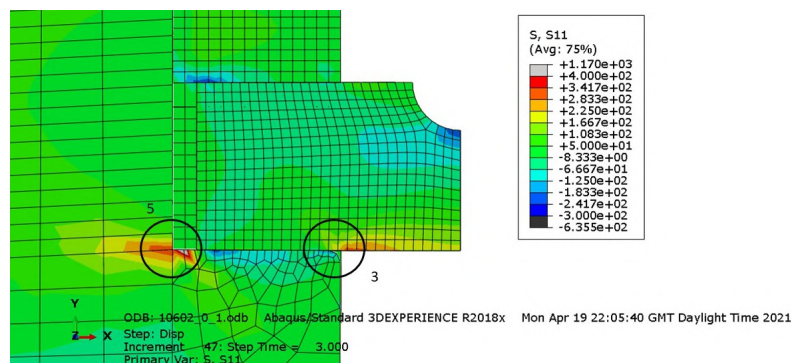 S, S11
(Avg: 75%)
+1.170e+03
+4.000e+02
+3.417e+02
+2.833e+02
+2.250e+02
+1.667e+02
+1.083e+02
+5.000e+01
-8.333e+00
-6.667e+01
-1.250e+02
-1.833e+02
-2.417e+02
-3.000e+02
-6.355e+02
5
3
Y
Z X
ODB: 10602_0_1.odb Abaqus/Standard 3DEXPERIENCE R2018x Mon Apr 19 22:05:40 GMT Daylight Time 2021
Step: Disp
Increment 47: Step Time = 3.000
Primary Var: S, S11